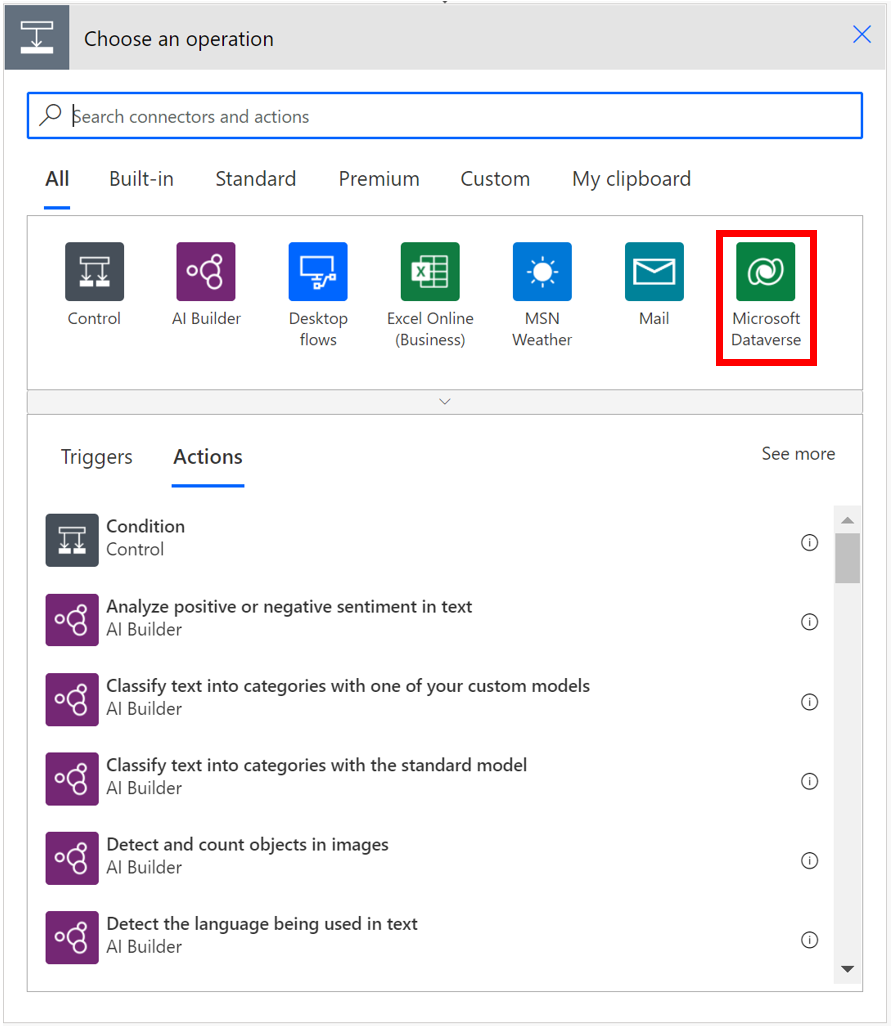 Choose an operation
Search connectors and actions
All Built-in Standard Premium Custom My clipboard
Control AI Builder Desktop flows Excel Online (Business) MSN Weather Mail Microsoft Dataverse
Triggers Actions See more
Condition
Control
Analyze positive or negative sentiment in text
AI Builder
Classify text into categories with one of your custom models
AI Builder
Classify text into categories with the standard model
AI Builder
Detect and count objects in images
AI Builder
Detect the language being used in text
AI Builder